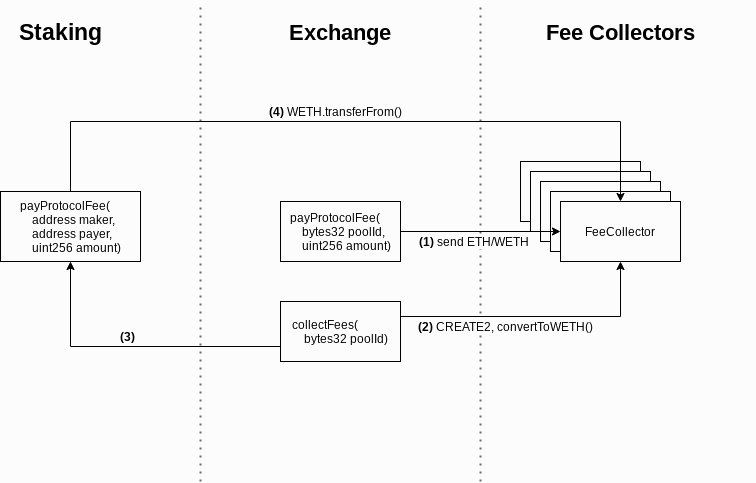 Staking
Exchange
Fee Collectors
(4) WETH.transferFrom()
payProtocolFee(
address maker,
address payer,
uint256 amount)
payProtocolFee(
bytes32 poolId,
uint256 amount)
(1) send ETH/WETH
FeeCollector
collectFees(
bytes32 poolId)
(2) CREATE2, convertToWETH()
(3)